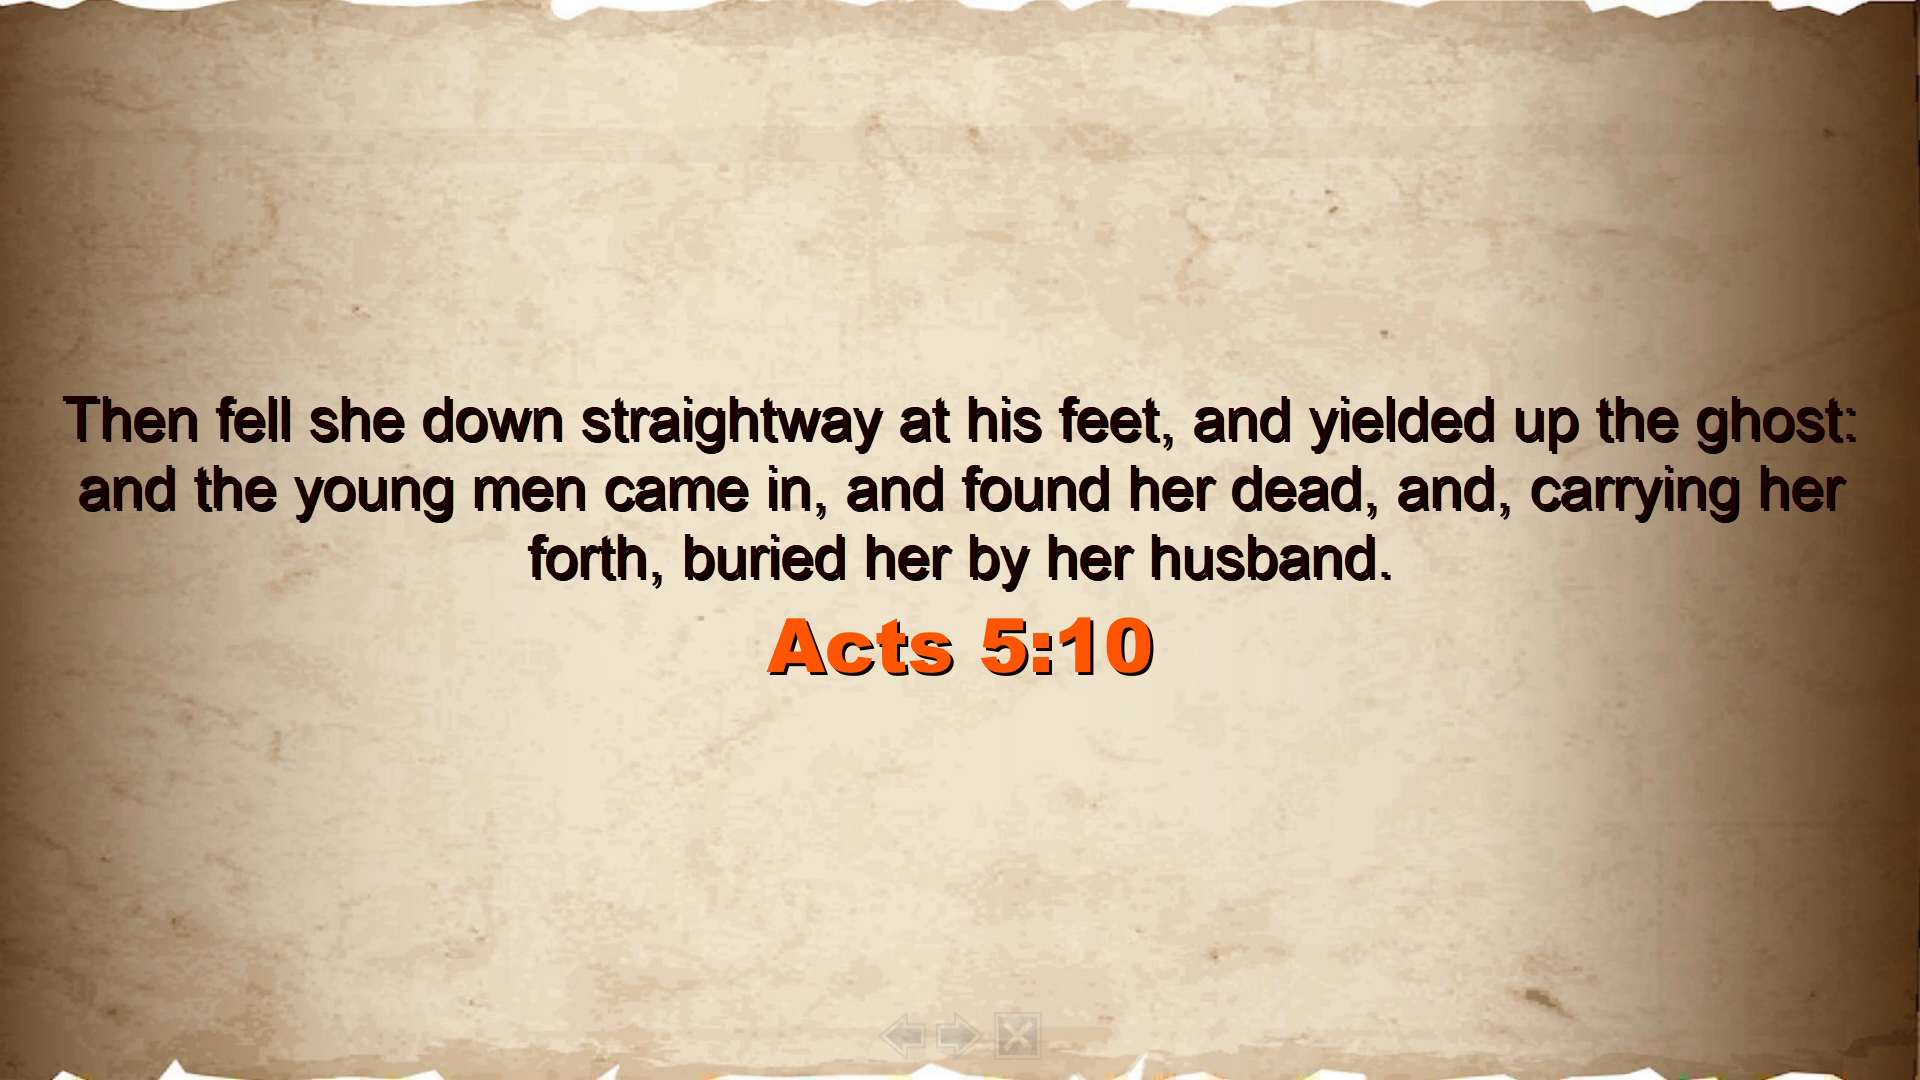 Then fell she down straightway at his feet, and yielded up the ghost:
and the young men came in, and found her dead, and, carrying her
forth, buried her by her husband.
Acts 5:10